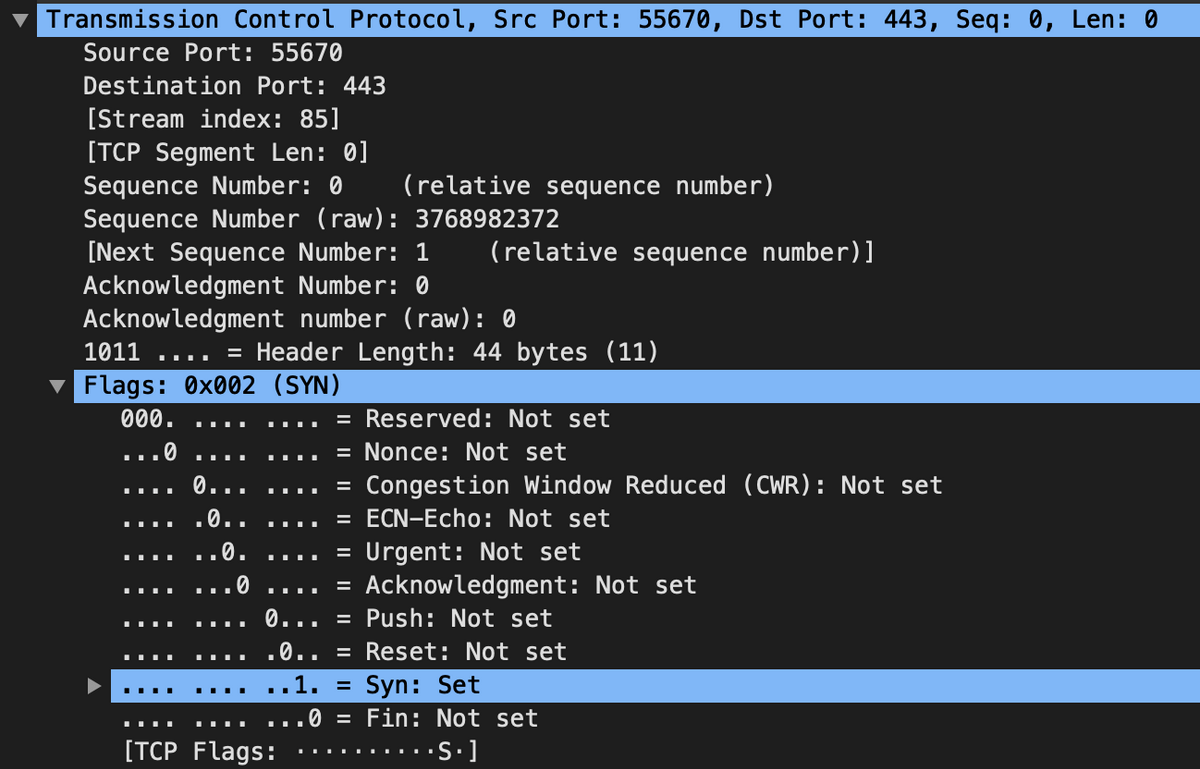 Transmission Control Protocol, Src Port: 55670, Dst Port: 443, Seq: 0, Len: 0
Source Port: 55670
Destination Port: 443
[Stream index: 85]
[TCP Segment Len: 0]
Sequence Number: 0    (relative sequence number)
Sequence Number (raw): 3768982372
[Next Sequence Number: 1    (relative sequence number)]
Acknowledgment Number: 0
Acknowledgment number (raw): 0
1011 .... = Header Length: 44 bytes (11)
Flags: 0x002 (SYN)
000. .... .... = Reserved: Not set
...0 .... .... = Nonce: Not set
.... 0... .... = Congestion Window Reduced (CWR): Not set
.... .0.. .... = ECN-Echo: Not set
.... ..0. .... = Urgent: Not set
.... ...0 .... = Acknowledgment: Not set
.... .... 0... = Push: Not set
.... .... .0.. = Reset: Not set
.... .... ..1. = Syn: Set
.... .... ...0 = Fin: Not set
[TCP Flags: ··········S·]